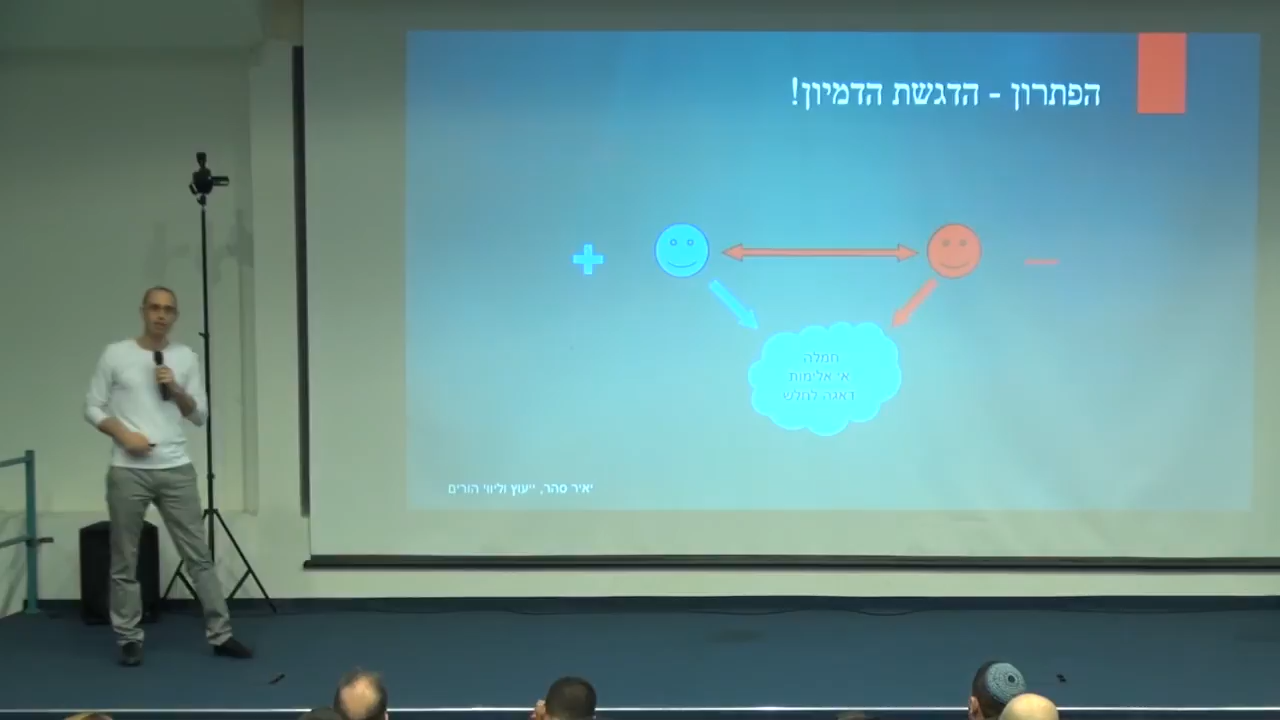 הפתרון - הדגשת הדמיון!
חמלה
אי אלימות
דאגה לחלש
יאיר סהר, ייעוץ וליווי הורים